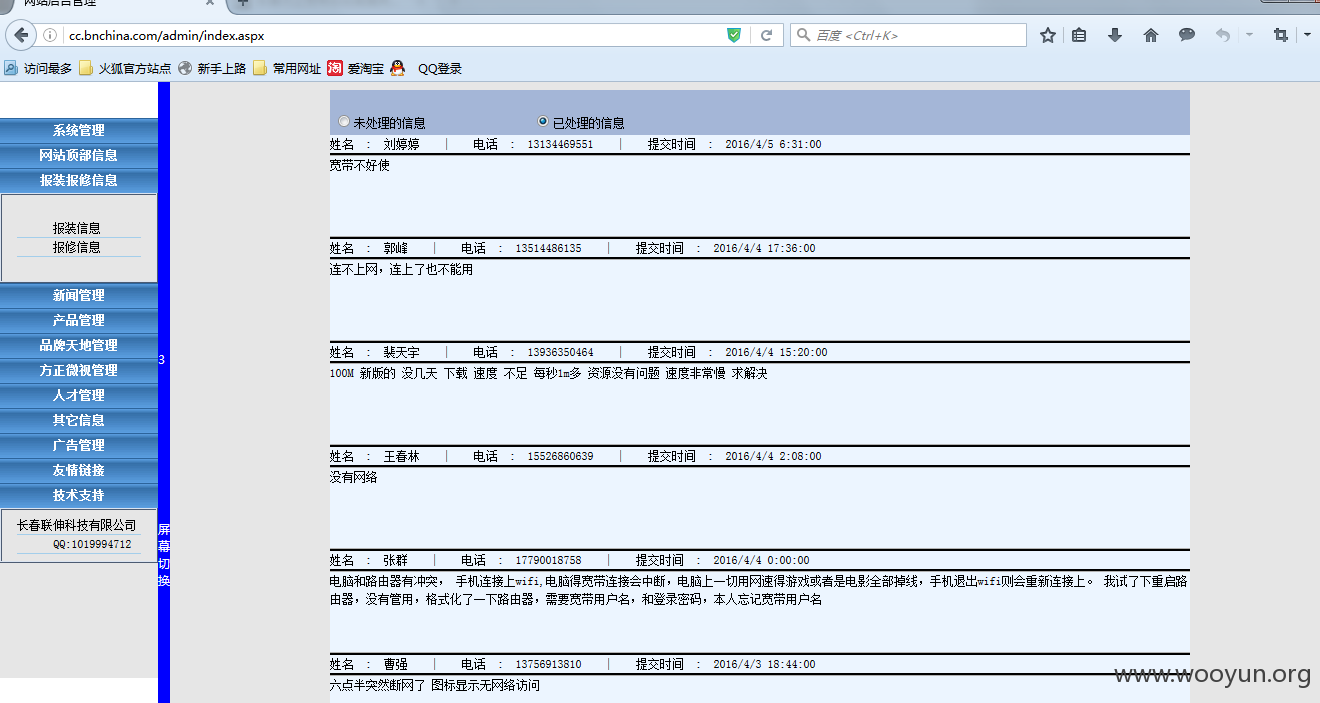 网站后台管理
cc.bnchina.com/admin/index.aspx
百度 <Ctrl+K>
访问最多 火狐官方站点 新手上路 常用网址 淘 爱淘宝 QQ登录
系统管理
网站顶部信息
报装报修信息
报装信息
报修信息
新闻管理
产品管理
品牌天地管理
方正微视管理
人才管理
其它信息
广告管理
友情链接
技术支持
长春联伸科技有限公司
QQ:1019994712
3
屏幕切换
未处理的信息 已处理的信息
姓名 : 刘婷婷 | 电话 : 13134469551 | 提交时间 : 2016/4/5 6:31:00
宽带不好使
姓名 : 郭峰 | 电话 : 13514486135 | 提交时间 : 2016/4/4 17:36:00
连不上网，连上了也不能用
姓名 : 裴天宇 | 电话 : 13936350464 | 提交时间 : 2016/4/4 15:20:00
100M 新版的 没几天 下载 速度 不足 每秒1m多 资源没有问题 速度非常慢 求解决
姓名 : 王春林 | 电话 : 15526860639 | 提交时间 : 2016/4/4 2:08:00
没有网络
姓名 : 张群 | 电话 : 17790018758 | 提交时间 : 2016/4/4 0:00:00
电脑和路由器有冲突， 手机连接上wifi,电脑得宽带连接会中断，电脑上一切用网速得游戏或者是电影全部掉线，手机退出wifi则会重新连接上。 我试了下重启路
由器，没有管用，格式化了一下路由器，需要宽带用户名，和登录密码，本人忘记宽带用户名
姓名 : 曹强 | 电话 : 13756913810 | 提交时间 : 2016/4/3 18:44:00
六点半突然断网了 图标显示无网络访问
www.wooyun.org